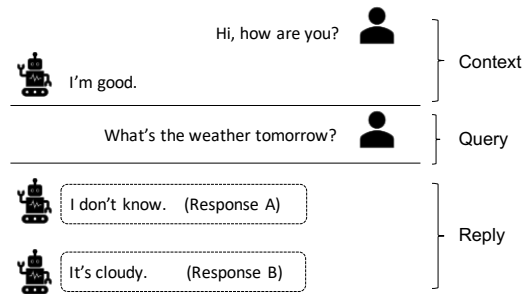 Hi, how are you?
I'm good.
Context
What's the weather tomorrow?
Query
I don't know. (Response A)
It's cloudy. (Response B)
Reply